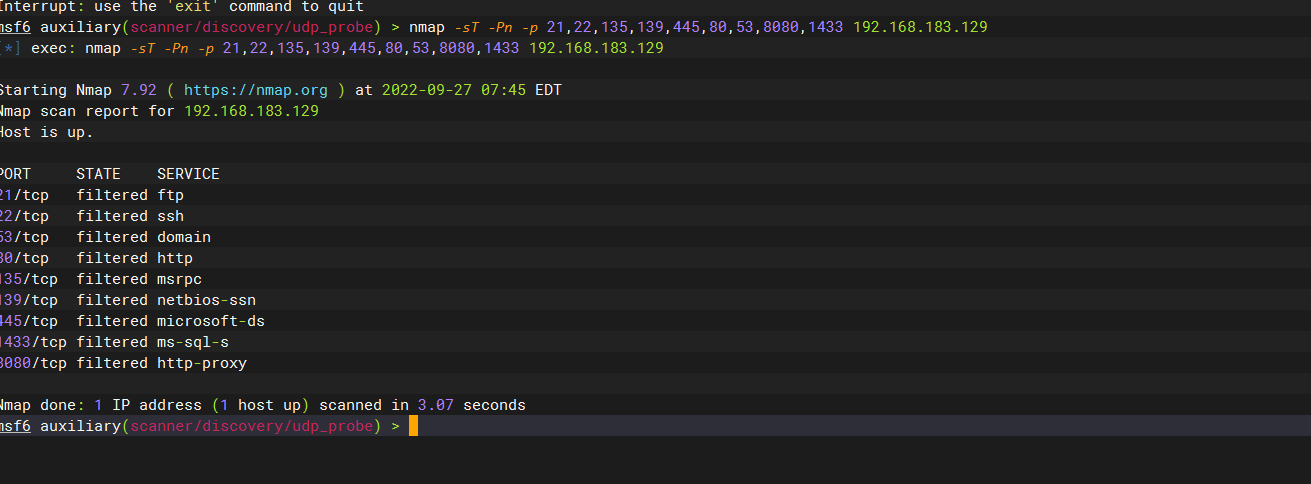 Interrupt: use the 'exit' command to quit
msf6 auxiliary(scanner/discovery/udp_probe) > nmap -sT -Pn -p 21,22,135,139,445,80,53,8080,1433 192.168.183.129
[*] exec: nmap -sT -Pn -p 21,22,135,139,445,80,53,8080,1433 192.168.183.129
Starting Nmap 7.92 ( https://nmap.org ) at 2022-09-27 07:45 EDT
Nmap scan report for 192.168.183.129
Host is up.
PORT STATE SERVICE
21/tcp filtered ftp
22/tcp filtered ssh
53/tcp filtered domain
80/tcp filtered http
135/tcp filtered msrpc
139/tcp filtered netbios-ssn
445/tcp filtered microsoft-ds
1433/tcp filtered ms-sql-s
8080/tcp filtered http-proxy
Nmap done: 1 IP address (1 host up) scanned in 3.07 seconds
msf6 auxiliary(scanner/discovery/udp_probe) >